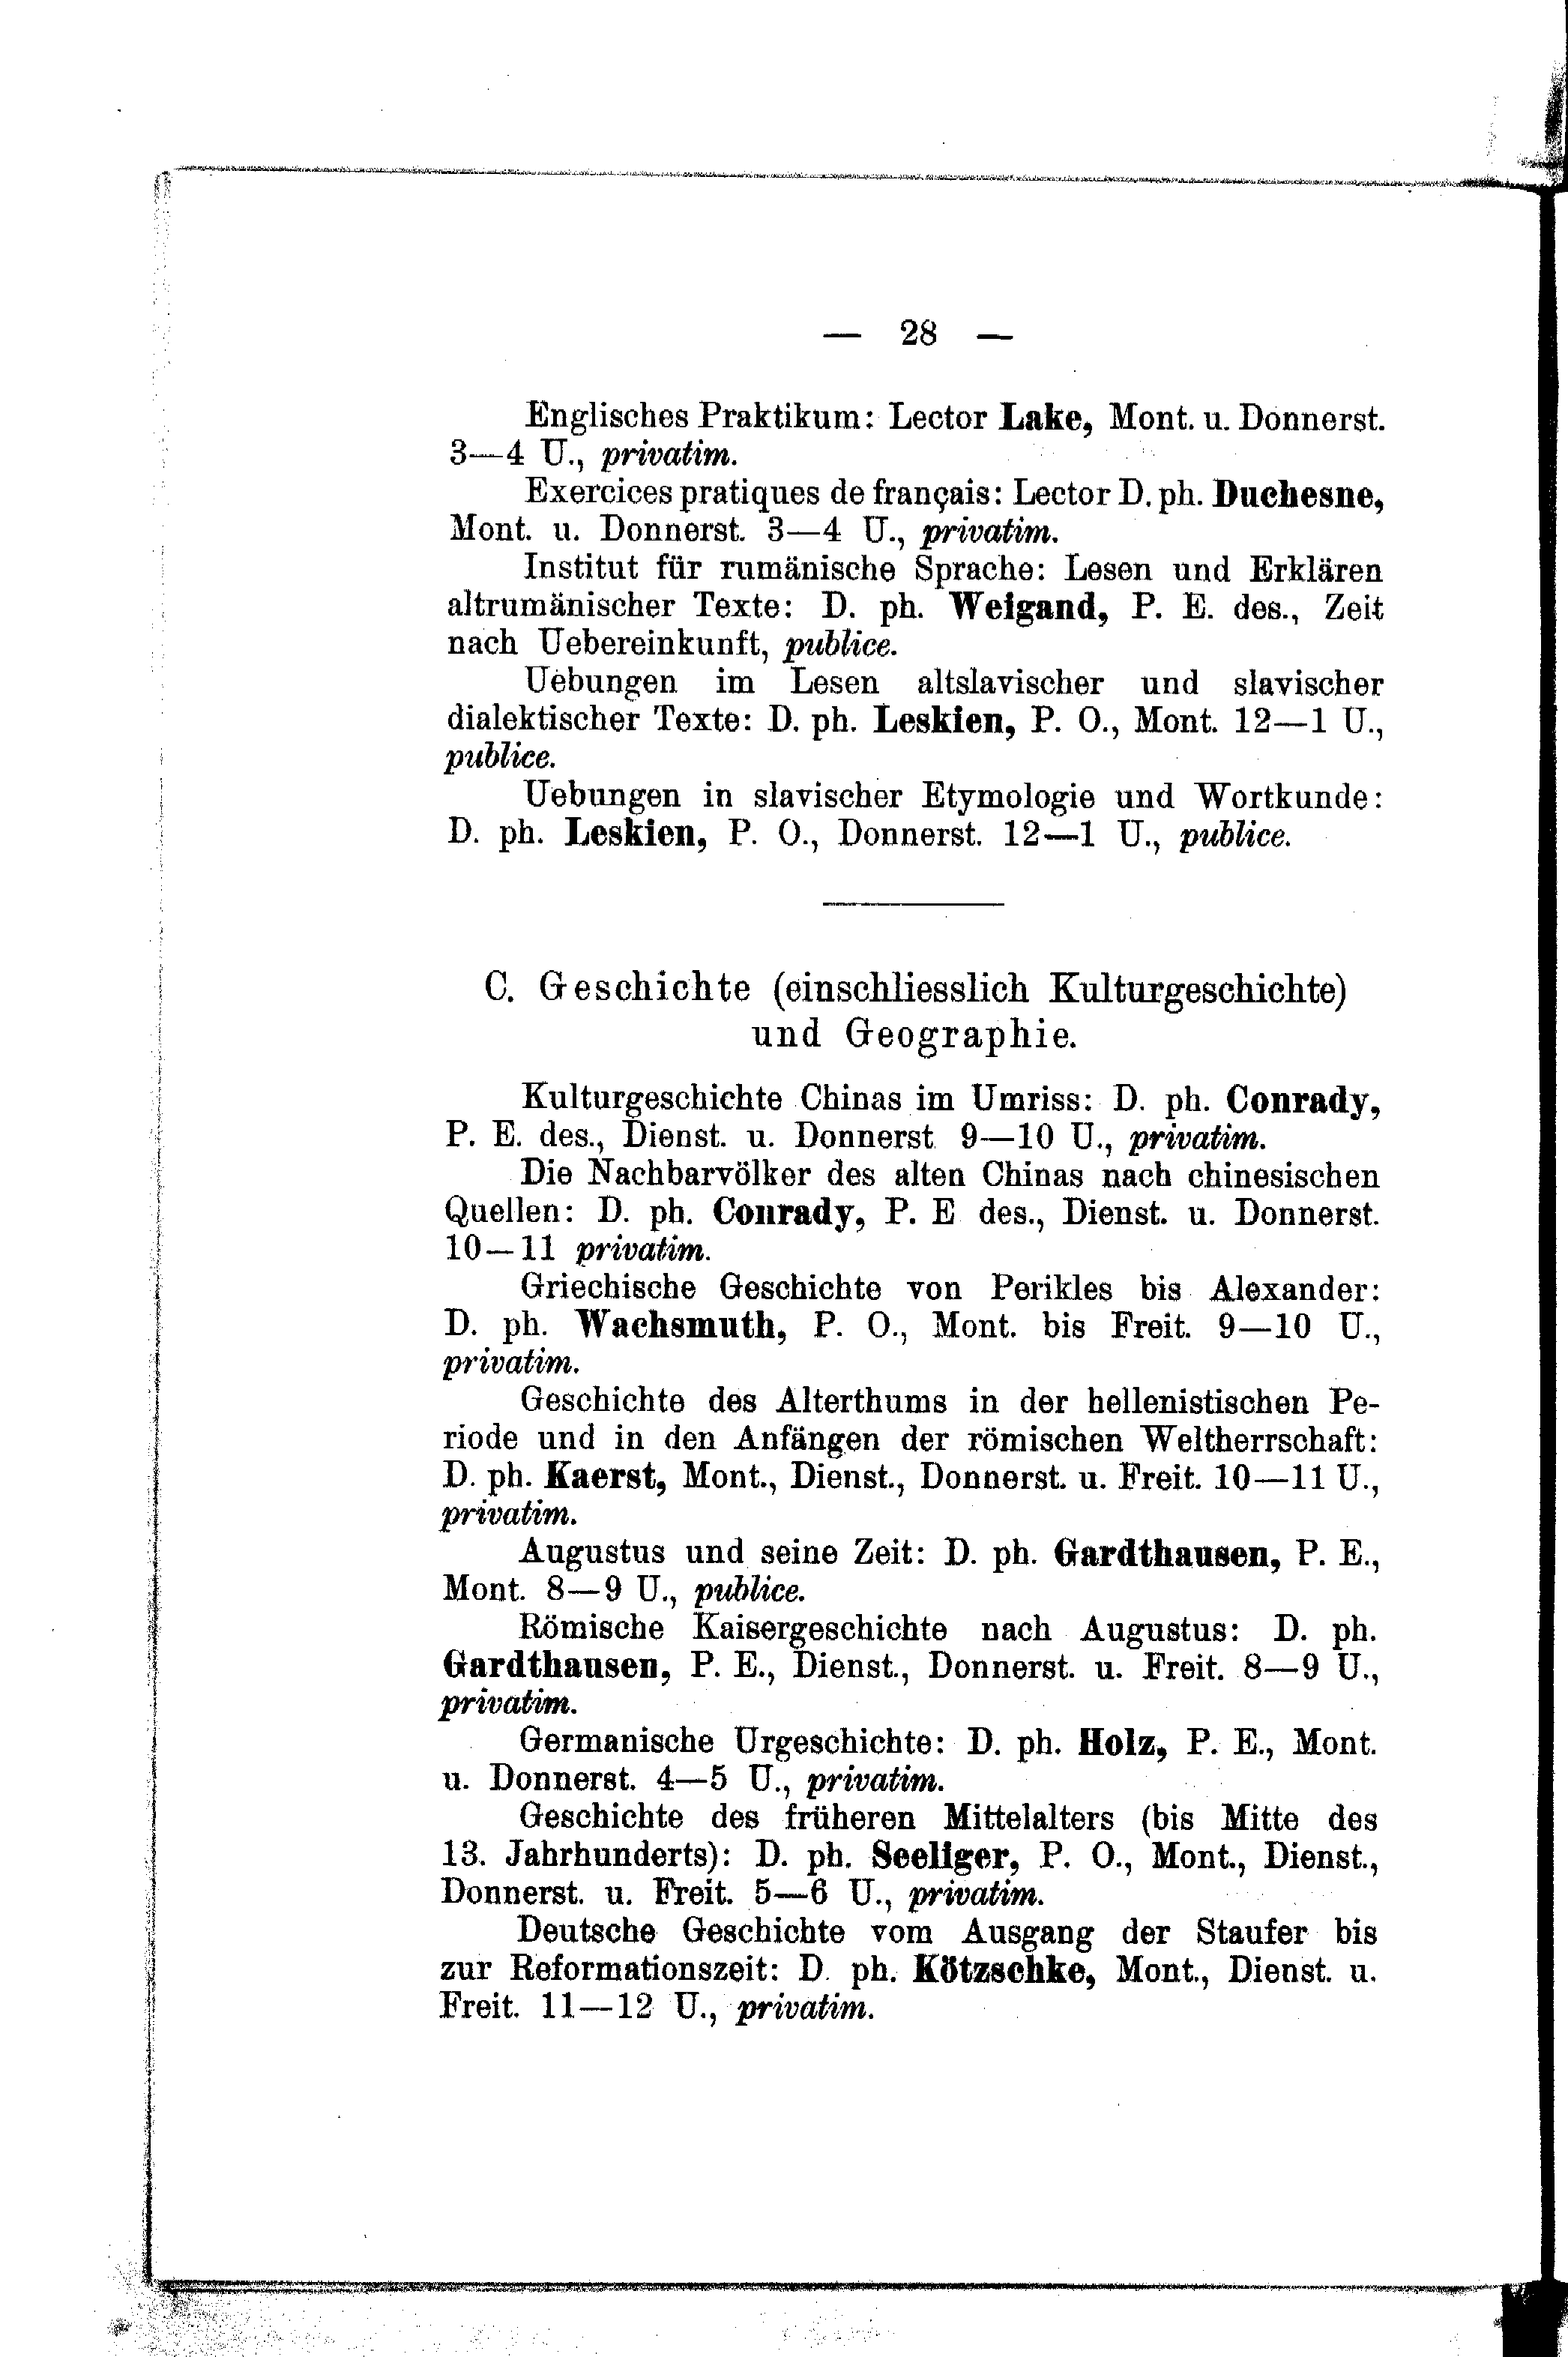 — 28 —
Englisches Praktikum: Lector Lake, Mont. u. Donnerst.
3—4 U., privatim.
Exercices pratiques de français: Lector D. ph. Duchesne,
Mont. u. Donnerst. 3—4 U., privatim.
Institut für rumänische Sprache: Lesen und Erklären
altrumänischer Texte: D. ph. Weigand, P. E. des., Zeit
nach Uebereinkunft, publice.
Uebungen im Lesen altslavischer und slavischer
dialektischer Texte: D. ph. Leskien, P. O., Mont. 12—1 U.,
publice.
Uebungen in slavischer Etymologie und Wortkunde:
D. ph. Leskien, P. O., Donnerst. 12—1 U., publice.
C. Geschichte (einschliesslich Kulturgeschichte)
und Geographie.
Kulturgeschichte Chinas im Umriss: D. ph. Conrady,
P. E. des., Dienst. u. Donnerst 9—10 U., privatim.
Die Nachbarvölker des alten Chinas nach chinesischen
Quellen: D. ph. Conrady, P. E des., Dienst. u. Donnerst.
10—11 privatim.
Griechische Geschichte von Perikles bis Alexander:
D. ph. Wachsmuth, P. O., Mont. bis Freit. 9—10 U.,
privatim.
Geschichte des Alterthums in der hellenistischen Pe-
riode und in den Anfängen der römischen Weltherrschaft:
D. ph. Kaerst, Mont., Dienst., Donnerst. u. Freit. 10—11 U.,
privatim.
Augustus und seine Zeit: D. ph. Gardthausen, P. E.,
Mont. 8—9 U., publice.
Römische Kaisergeschichte nach Augustus: D. ph.
Gardthausen, P. E., Dienst., Donnerst. u. Freit. 8—9 U.,
privatim.
Germanische Urgeschichte: D. ph. Holz, P. E., Mont.
u. Donnerst. 4—5 U., privatim.
Geschichte des früheren Mittelalters (bis Mitte des
13. Jahrhunderts): D. ph. Seeliger, P. O., Mont., Dienst.,
Donnerst. u. Freit. 5—6 U., privatim.
Deutsche Geschichte vom Ausgang der Staufer bis
zur Reformationszeit: D. ph. Kötzschke, Mont., Dienst. u.
Freit. 11—12 U., privatim.